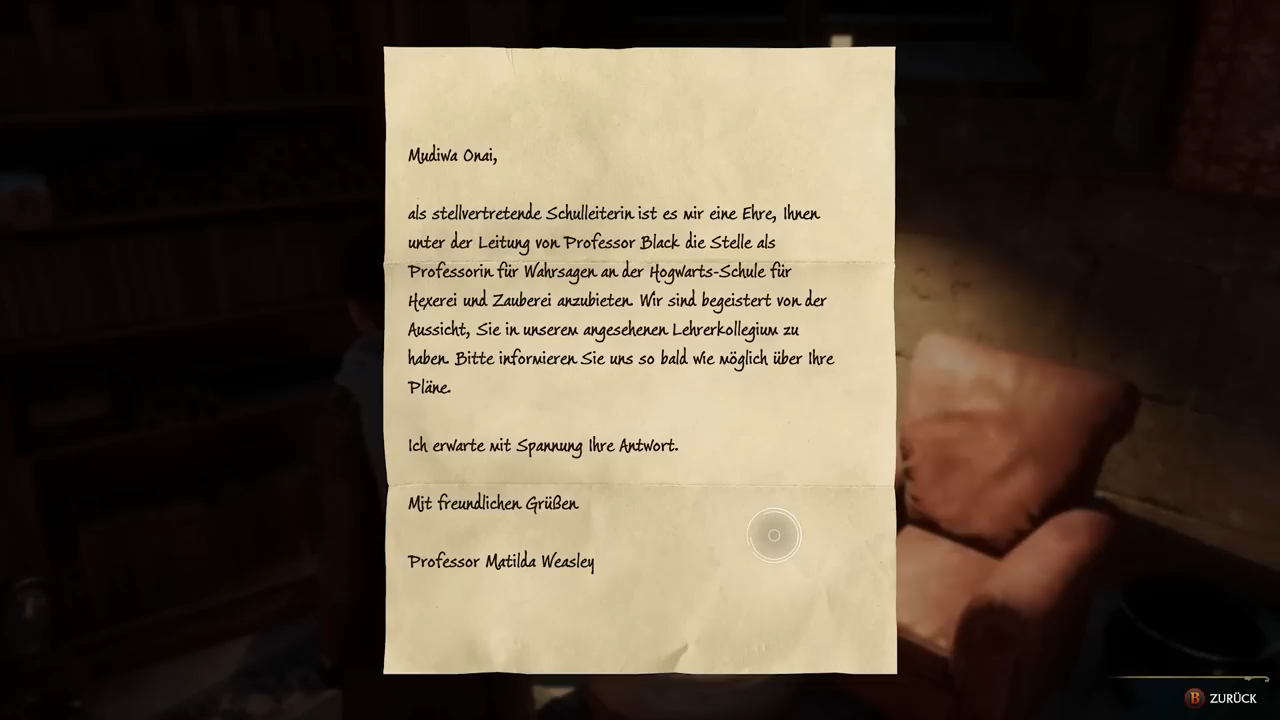 Mudiwa Onai,
als stellvertretende Schulleiterin ist es mir eine Ehre, Ihnen
unter der Leitung von Professor Black die Stelle als
Professorin für Wahrsagen an der Hogwarts-Schule für
Hexerei und Zauberei anzubieten. Wir sind begeistert von der
Aussicht, Sie in unserem angesehenen Lehrerkollegium zu
haben. Bitte informieren Sie uns so bald wie möglich über Ihre
Pläne.
Ich erwarte mit Spannung Ihre Antwort.
Mit freundlichen Grüßen
Professor Matilda Weasley
B ZURÜCK